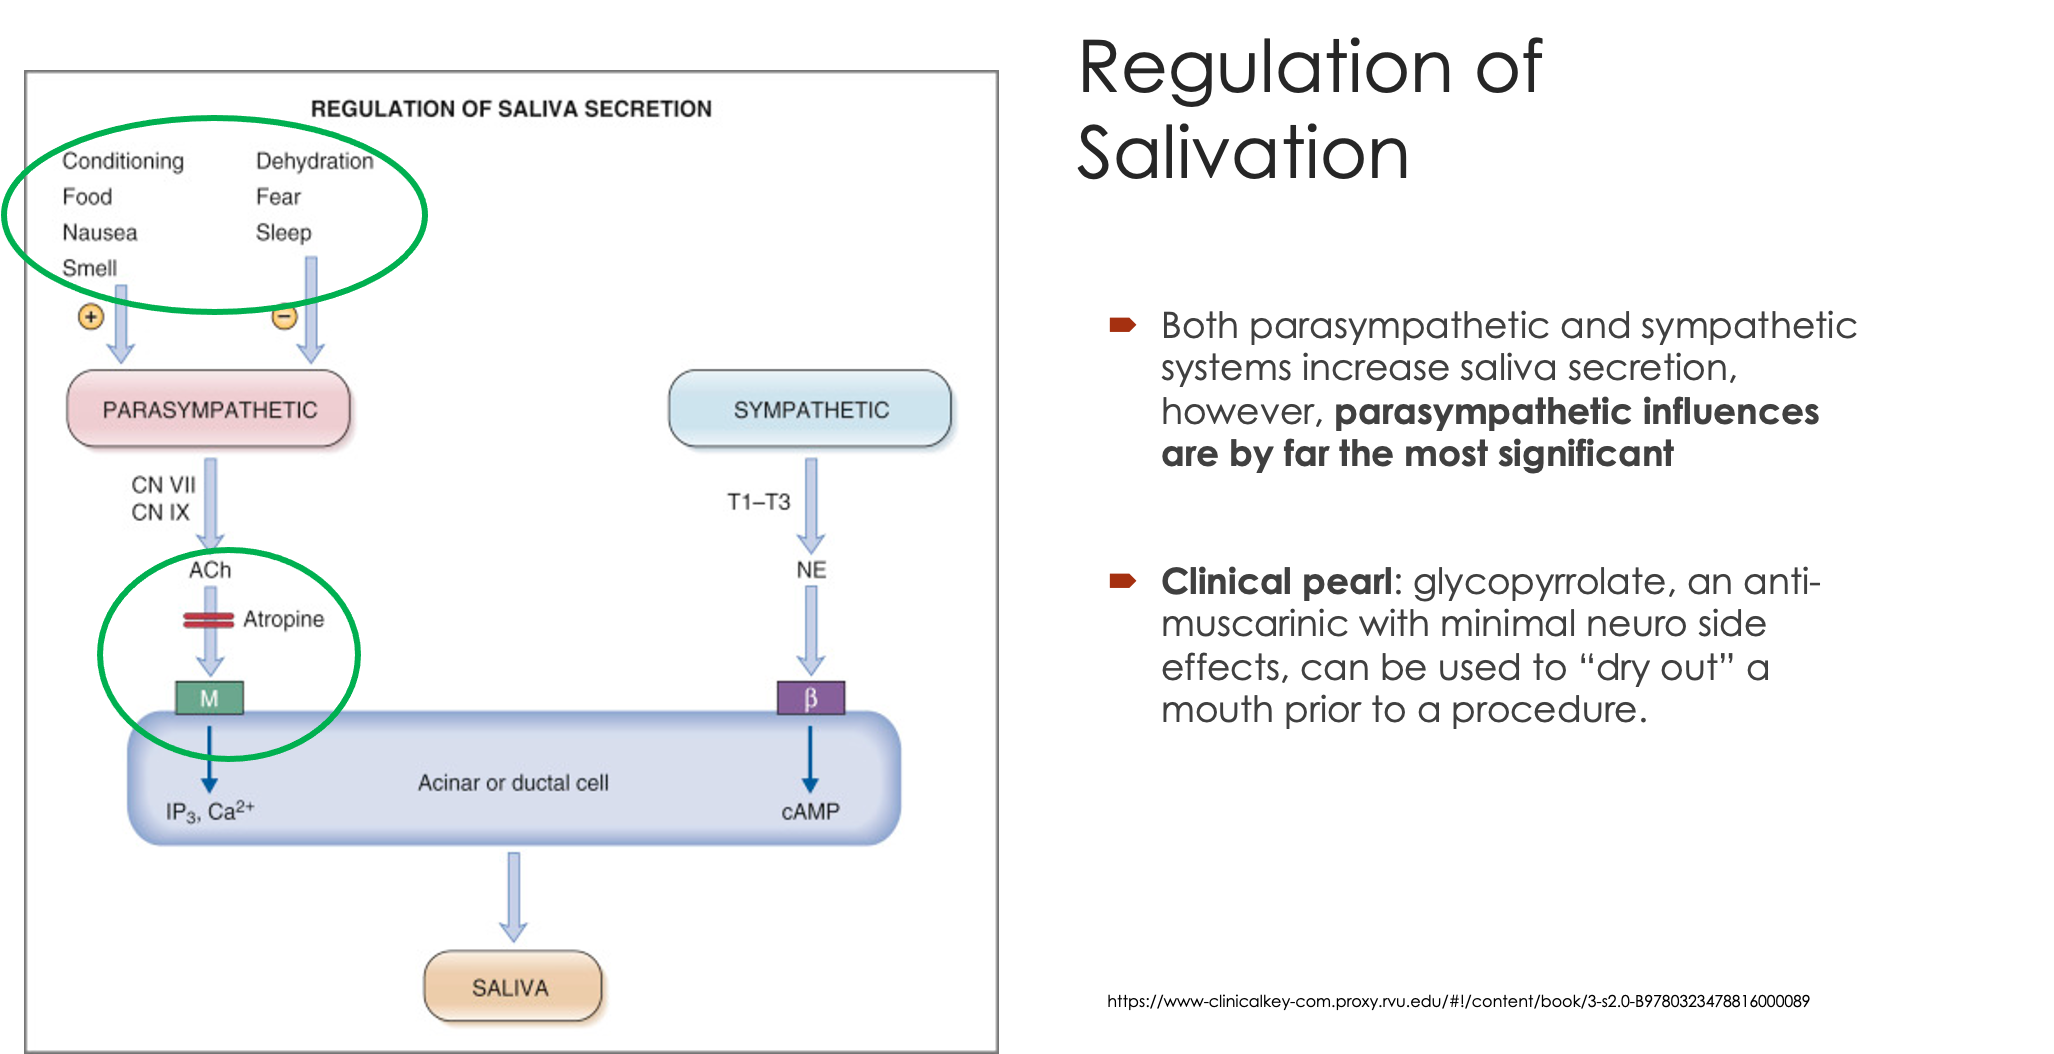 REGULATION OF SALIVA SECRETION
Conditioning
Food
Nausea
Smell
Dehydration
Fear
Sleep
+
−
PARASYMPATHETIC
SYMPATHETIC
CN VII
CN IX
T1–T3
ACh
NE
Atropine
M
β
Acinar or ductal cell
IP₃, Ca²⁺
cAMP
SALIVA
Regulation of
Salivation
Both parasympathetic and sympathetic
systems increase saliva secretion,
however, parasympathetic influences
are by far the most significant
Clinical pearl: glycopyrrolate, an anti-
muscarinic with minimal neuro side
effects, can be used to “dry out” a
mouth prior to a procedure.
https://www-clinicalkey-com.proxy.rvu.edu/#!/content/book/3-s2.0-B9780323478816000089